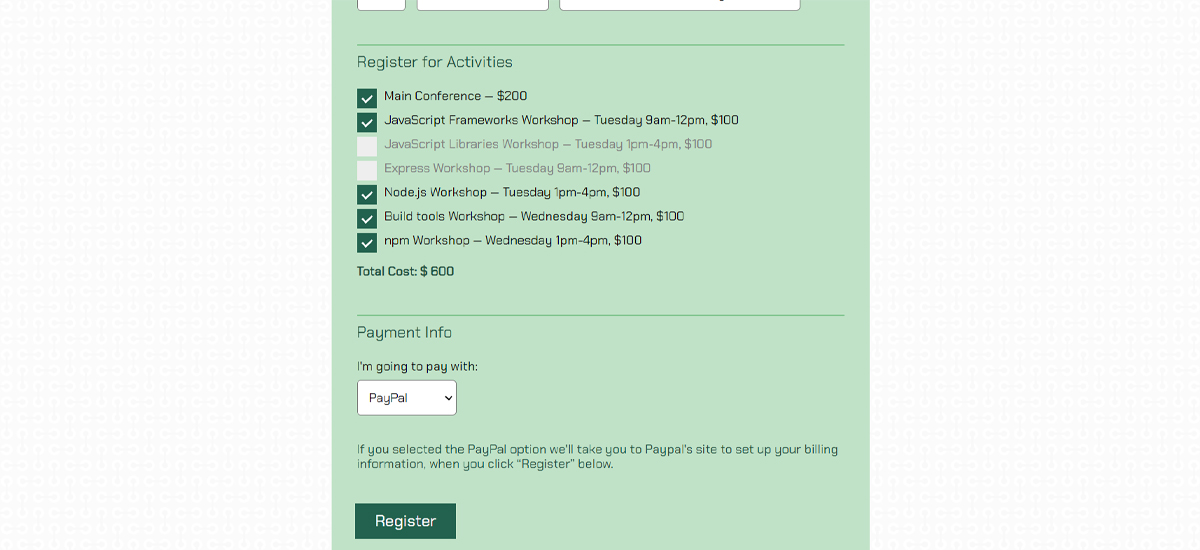 Register for Activities
Main Conference — $200
JavaScript Frameworks Workshop — Tuesday 9am-12pm, $100
JavaScript Libraries Workshop — Tuesday 1pm-4pm, $100
Express Workshop — Tuesday 9am-12pm, $100
Node.js Workshop — Tuesday 1pm-4pm, $100
Build tools Workshop — Wednesday 9am-12pm, $100
npm Workshop — Wednesday 1pm-4pm, $100
Total Cost: $ 600
Payment Info
I'm going to pay with:
PayPal
If you selected the PayPal option we'll take you to Paypal's site to set up your billing
information, when you click “Register” below.
Register